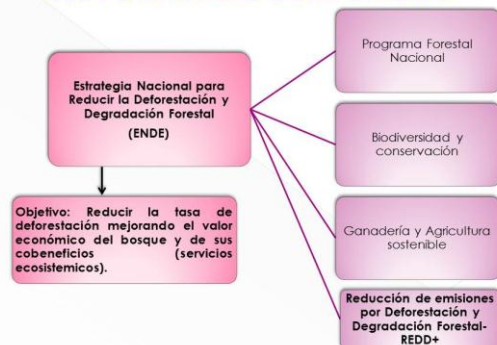 Estrategia Nacional para
Reducir la Deforestación y
Degradación Forestal
(ENDE)
Objetivo: Reducir la tasa de
deforestación mejorando el valor
económico del bosque y de sus
cobeneficios (servicios
ecosistemicos).
Programa Forestal
Nacional
Biodiversidad y
conservación
Ganadería y Agricultura
sostenible
Reducción de emisiones
por Deforestación y
Degradación Forestal-
REDD+